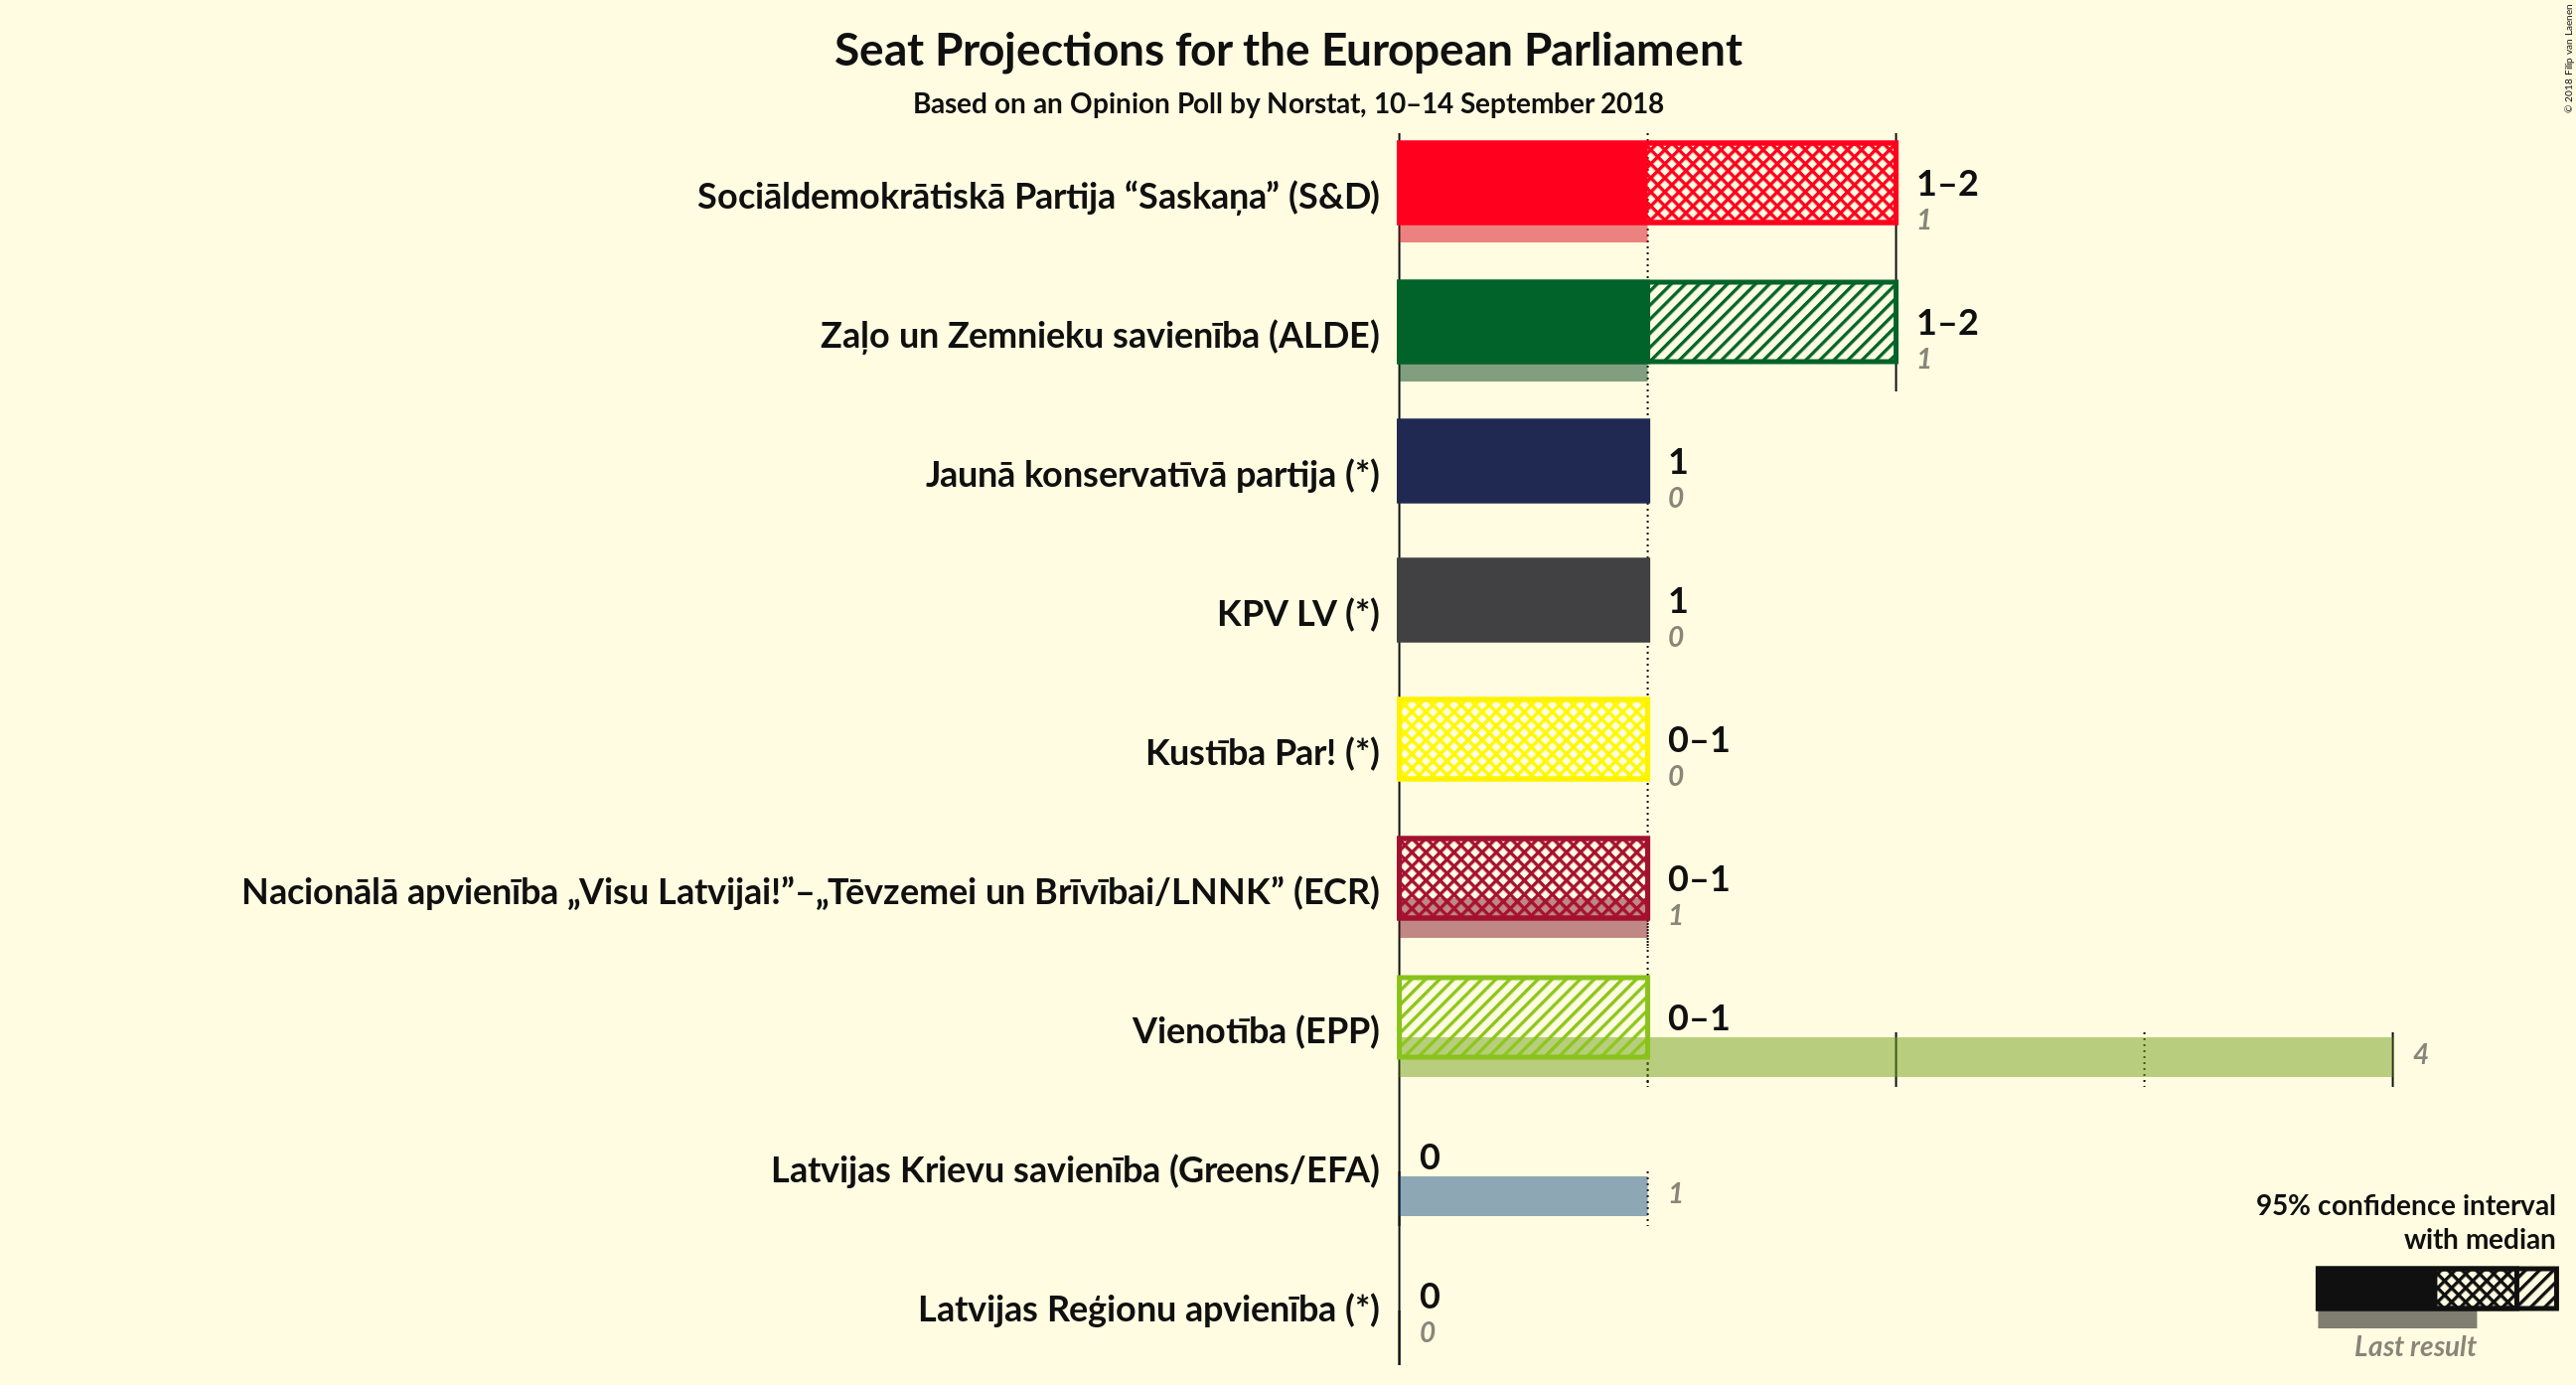 Seat Projections for the European Parliament
Based on an Opinion Poll by Norstat, 10–14 September 2018
© 2018 Filip van Laenen
Sociāldemokrātiskā Partija “Saskaņa” (S&D)
1–2
1
Zaļo un Zemnieku savienība (ALDE)
1–2
1
Jaunā konservatīvā partija (*)
1
0
KPV LV (*)
1
0
Kustība Par! (*)
0–1
0
Nacionālā apvienība „Visu Latvijai!”–„Tēvzemei un Brīvībai/LNNK” (ECR)
0–1
1
Vienotība (EPP)
0–1
4
Latvijas Krievu savienība (Greens/EFA)
0
1
Latvijas Reģionu apvienība (*)
0
0
95% confidence interval
with median
Last result